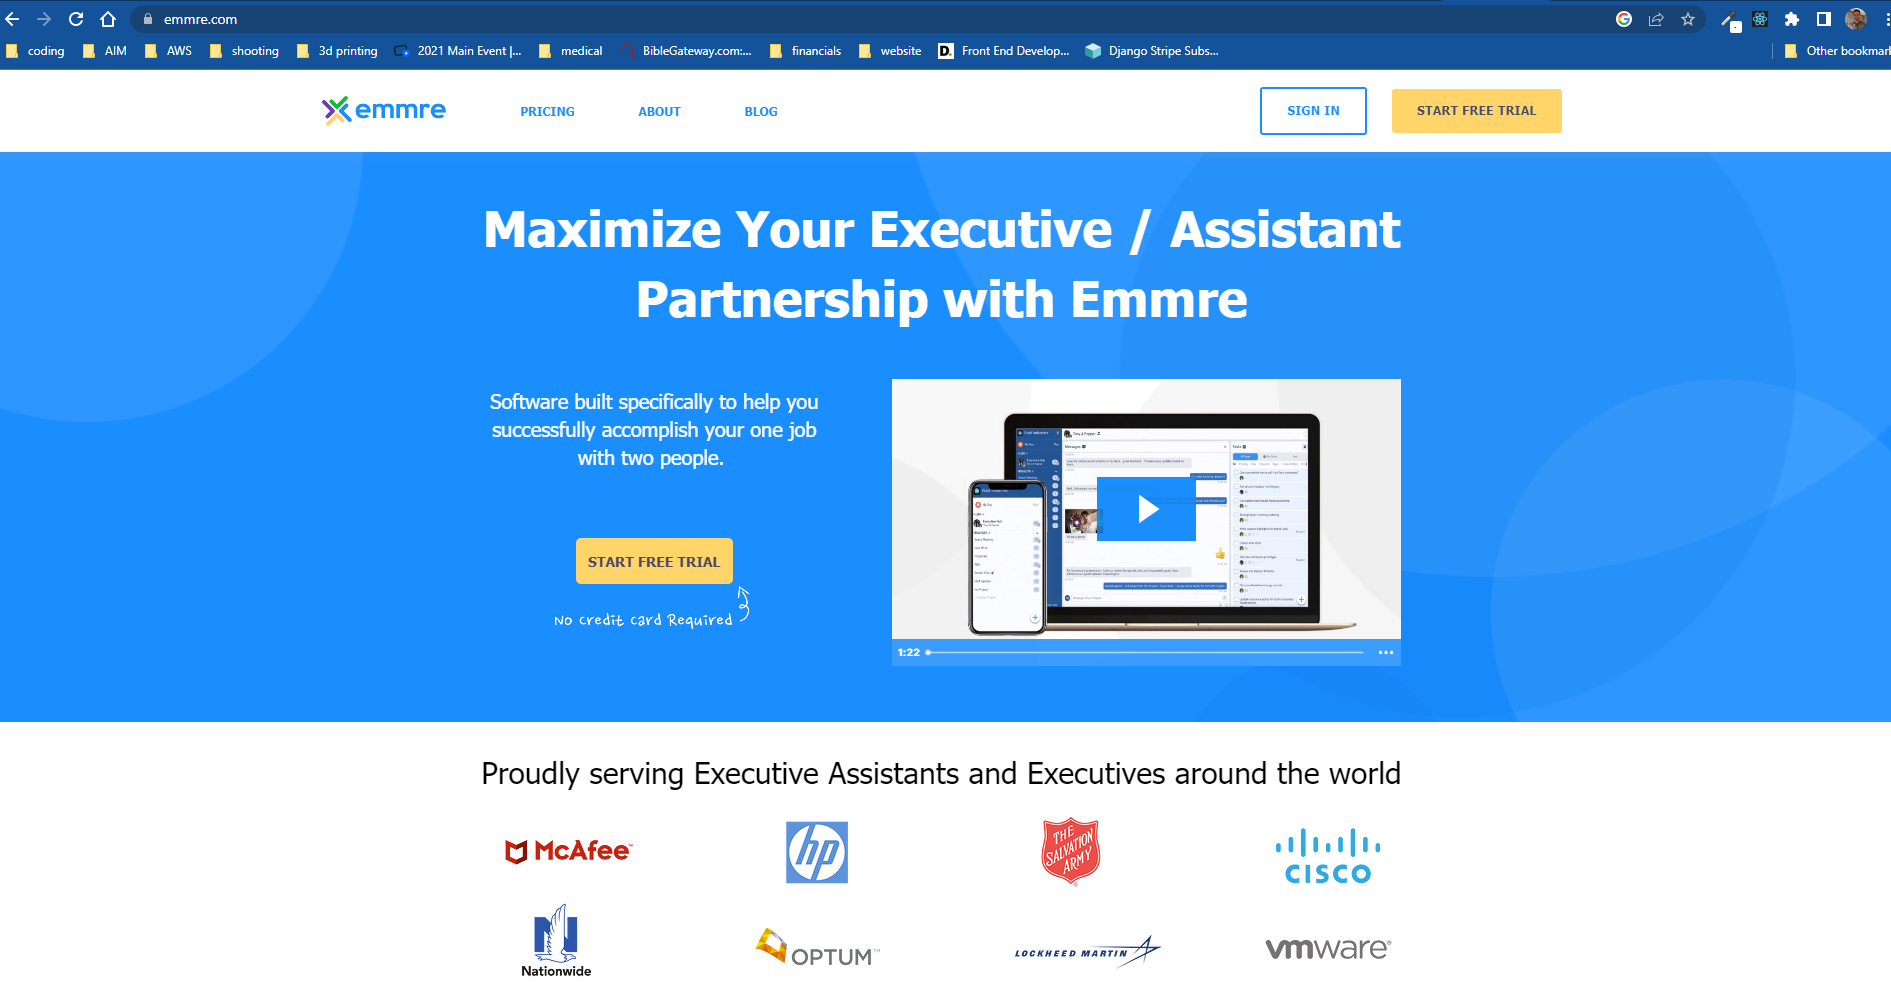 emmre.com
coding AIM AWS shooting 3d printing 2021 Main Event |... medical BibleGateway.com:... financials website Front End Develop... Django Stripe Subs... Other bookmark
emmre PRICING ABOUT BLOG SIGN IN START FREE TRIAL
Maximize Your Executive / Assistant
Partnership with Emmre
Software built specifically to help you
successfully accomplish your one job
with two people.
START FREE TRIAL
No Credit Card Required
1:22
Proudly serving Executive Assistants and Executives around the world
McAfee™
hp
THE
SALVATION
ARMY
CISCO
N
Nationwide
OPTUM™
LOCKHEED MARTIN
vmware®